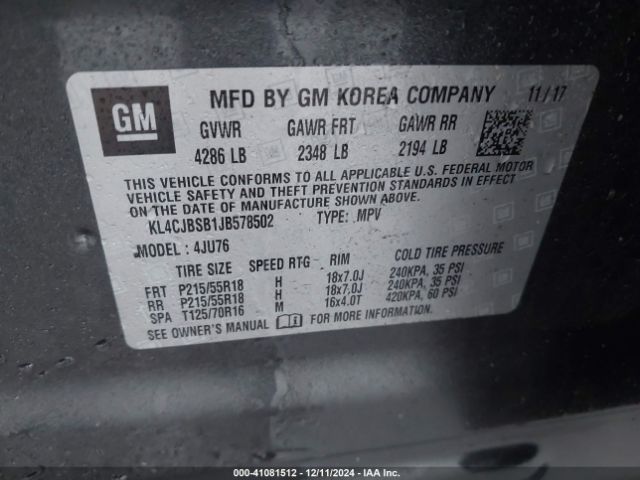 GM MFD BY GM KOREA COMPANY 11/17
GVWR GAWR FRT GAWR RR
4286 LB 2348 LB 2194 LB
THIS VEHICLE CONFORMS TO ALL APPLICABLE U.S. FEDERAL MOTOR
VEHICLE SAFETY AND THEFT PREVENTION STANDARDS IN EFFECT
ON THE DATE OF MANUFACTURE SHOWN ABOVE.
KL4CJBSB1JB578502 TYPE: MPV
MODEL: 4JU76
TIRE SIZE SPEED RTG RIM COLD TIRE PRESSURE
FRT P215/55R18 H 18x7.0J 240KPA, 35 PSI
RR P215/55R18 H 18x7.0J 240KPA, 35 PSI
SPA T125/70R16 M 16x4.0T 420KPA, 60 PSI
SEE OWNER'S MANUAL FOR MORE INFORMATION.
000-41081512 - 12/11/2024 - IAA Inc.